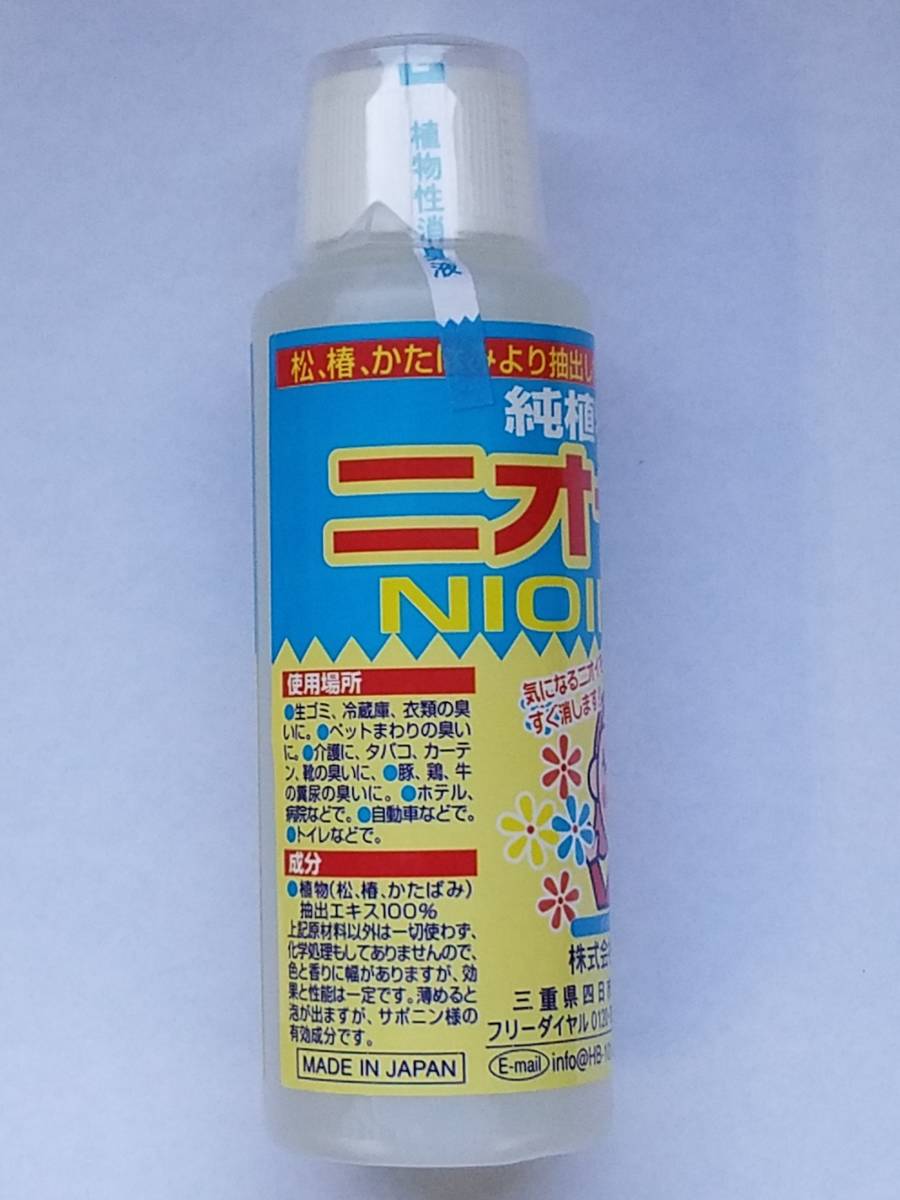 植物性消臭液
松、椿、かたばみより抽出し
純植
ニオ
NIOI
使用場所
●生ゴミ、冷蔵庫、衣類の臭
いに。●ペットまわりの臭い
に。●介護に、タバコ、カーテ
ン、靴の臭いに、●豚、鶏、牛
の糞尿の臭いに。●ホテル、
病院などで。●自動車などで。
●トイレなどで。
気になるニオイを
すぐ消します
成分
●植物(松、椿、かたばみ)
抽出エキス100%
上記原材料以外は一切使わず、
化学処理もしてありませんので、
色と香りに幅がありますが、効
果と性能は一定です。薄めると
泡が出ますが、サポニン様の
有効成分です。
MADE IN JAPAN
株式会
三重県四日
フリーダイヤル 0120-
E-mail info@HB-10